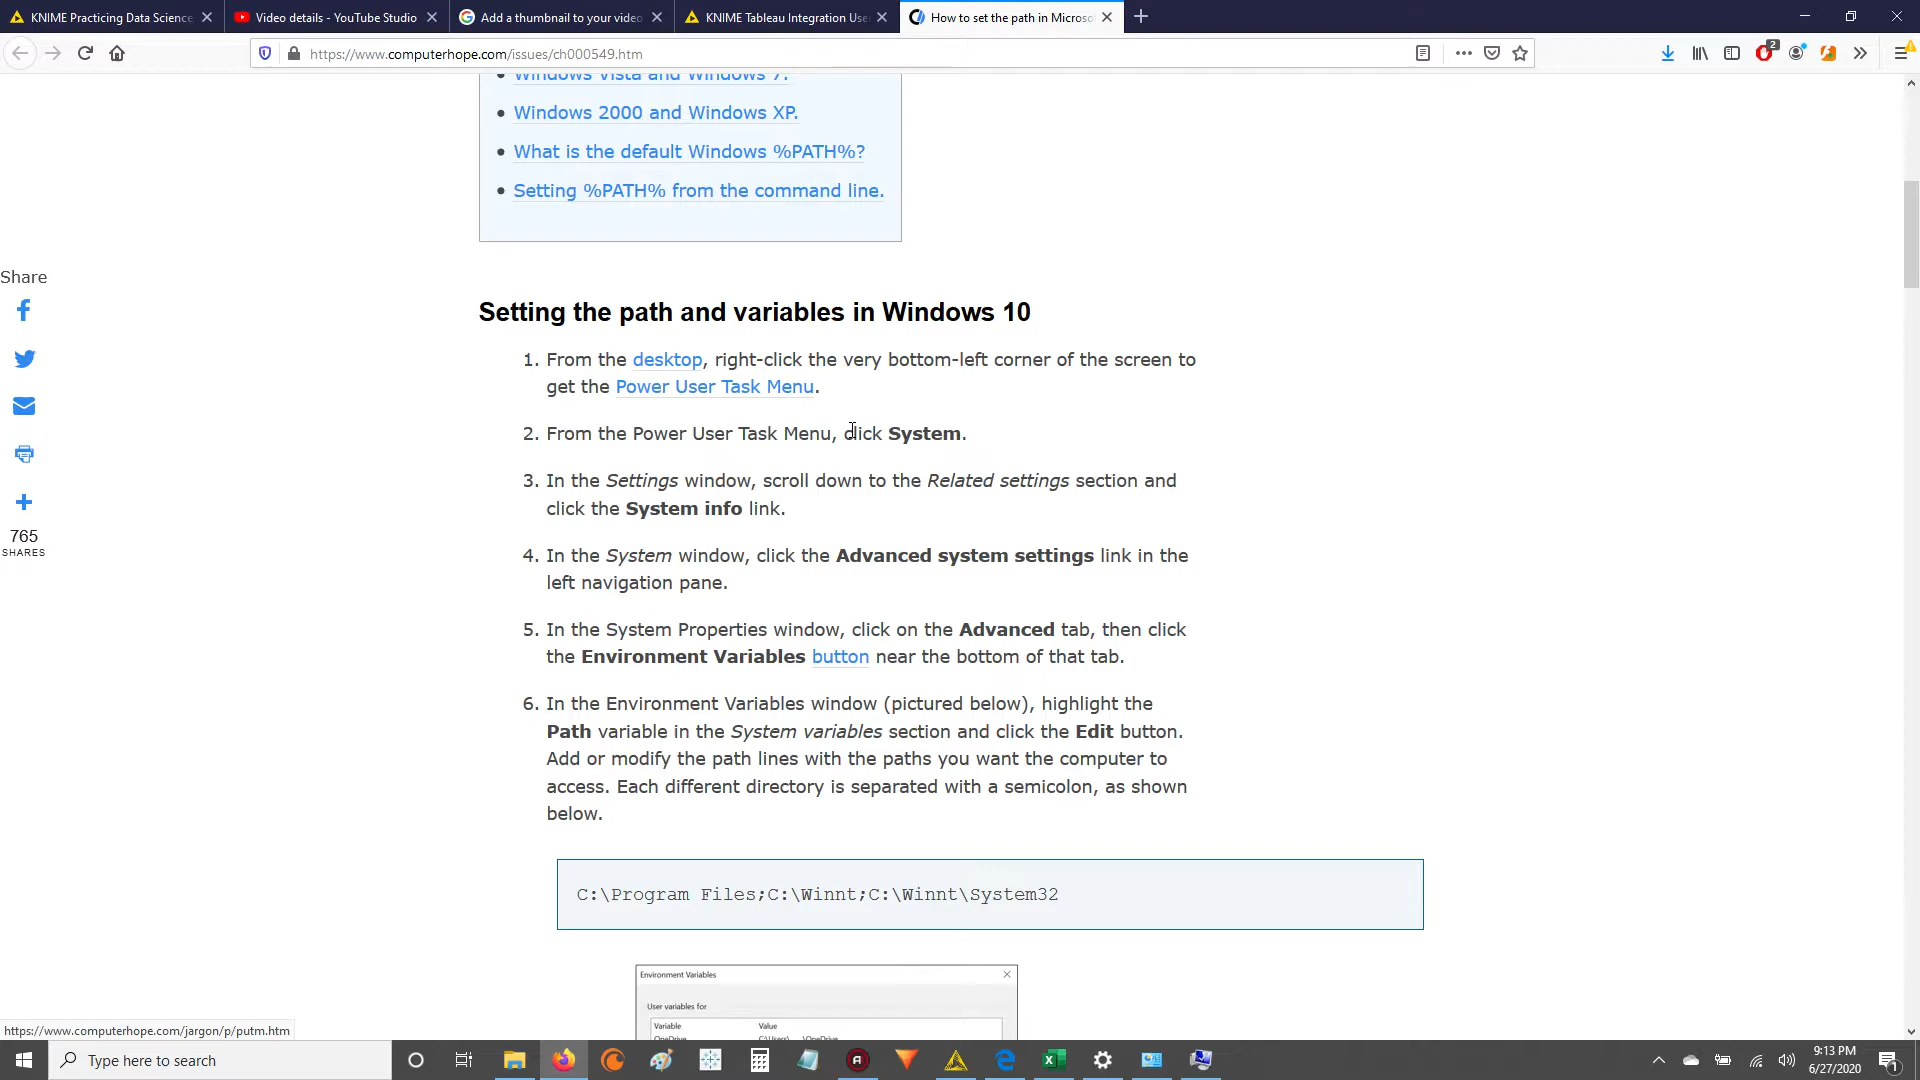 KNIME Practicing Data Science
Video details - YouTube Studio
Add a thumbnail to your video
KNIME Tableau Integration Use
How to set the path in Microso
https://www.computerhope.com/issues/ch000549.htm
2
Windows Vista and Windows 7.
Windows 2000 and Windows XP.
What is the default Windows %PATH%?
Setting %PATH% from the command line.
Share
765
SHARES
Setting the path and variables in Windows 10
1. From the desktop, right-click the very bottom-left corner of the screen to
get the Power User Task Menu.
2. From the Power User Task Menu, click System.
3. In the Settings window, scroll down to the Related settings section and
click the System info link.
4. In the System window, click the Advanced system settings link in the
left navigation pane.
5. In the System Properties window, click on the Advanced tab, then click
the Environment Variables button near the bottom of that tab.
6. In the Environment Variables window (pictured below), highlight the
Path variable in the System variables section and click the Edit button.
Add or modify the path lines with the paths you want the computer to
access. Each different directory is separated with a semicolon, as shown
below.
C:\Program Files;C:\Winnt;C:\Winnt\System32
Environment Variables
User variables for
Variable Value
https://www.computerhope.com/jargon/p/putm.htm
Type here to search
9:13 PM
6/27/2020
1